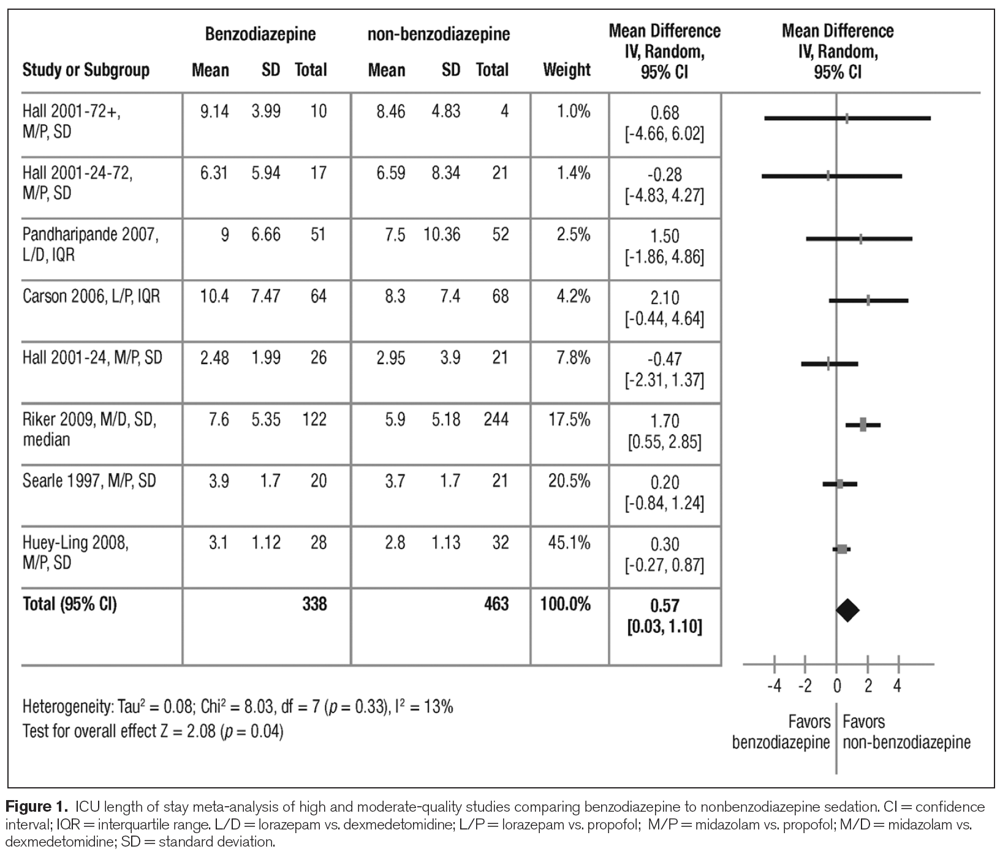 Benzodiazepine non-benzodiazepine Mean Difference IV, Random, 95% CI Mean Difference IV, Random, 95% CI
Study or Subgroup Mean SD Total Mean SD Total Weight
Hall 2001-72+, 9.14 3.99 10 8.46 4.83 4 1.0% 0.68
M/P, SD [-4.66, 6.02]
Hall 2001-24-72, 6.31 5.94 17 6.59 8.34 21 1.4% -0.28
M/P, SD [-4.83, 4.27]
Pandharipande 2007, 9 6.66 51 7.5 10.36 52 2.5% 1.50
L/D, IQR [-1.86, 4.86]
Carson 2006, L/P, IQR 10.4 7.47 64 8.3 7.4 68 4.2% 2.10
[-0.44, 4.64]
Hall 2001-24, M/P, SD 2.48 1.99 26 2.95 3.9 21 7.8% -0.47
[-2.31, 1.37]
Riker 2009, M/D, SD, 7.6 5.35 122 5.9 5.18 244 17.5% 1.70
median [0.55, 2.85]
Searle 1997, M/P, SD 3.9 1.7 20 3.7 1.7 21 20.5% 0.20
[-0.84, 1.24]
Huey-Ling 2008, 3.1 1.12 28 2.8 1.13 32 45.1% 0.30
M/P, SD [-0.27, 0.87]
Total (95% CI) 338 463 100.0% 0.57
[0.03, 1.10]
-4 -2 0 2 4
Heterogeneity: Tau² = 0.08; Chi² = 8.03, df = 7 (p = 0.33), I² = 13%
Test for overall effect Z = 2.08 (p = 0.04)
Favors Favors
benzodiazepine non-benzodiazepine
Figure 1. ICU length of stay meta-analysis of high and moderate-quality studies comparing benzodiazepine to nonbenzodiazepine sedation. CI = confidence
interval; IQR = interquartile range. L/D = lorazepam vs. dexmedetomidine; L/P = lorazepam vs. propofol; M/P = midazolam vs. propofol; M/D = midazolam vs.
dexmedetomidine; SD = standard deviation.